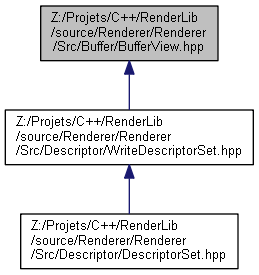 Z:/Projets/C++/RenderLib
/source/Renderer/Renderer
/Src/Buffer/BufferView.hpp
Z:/Projets/C++/RenderLib
/source/Renderer/Renderer
/Src/Descriptor/WriteDescriptorSet.hpp
Z:/Projets/C++/RenderLib
/source/Renderer/Renderer
/Src/Descriptor/DescriptorSet.hpp